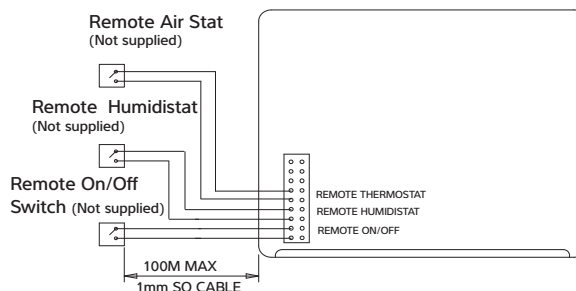 Remote Air Stat
(Not supplied)
Remote Humidistat
(Not supplied)
Remote On/Off
Switch (Not supplied)
REMOTE THERMOSTAT
REMOTE HUMIDISTAT
REMOTE ON/OFF
100M MAX
1mm SQ CABLE